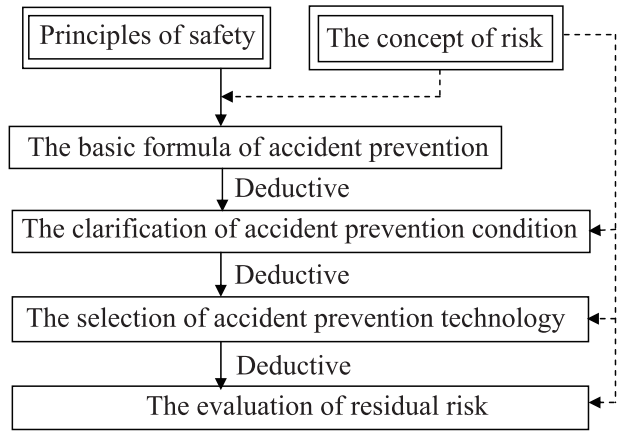 Principles of safety
The concept of risk
The basic formula of accident prevention
Deductive
The clarification of accident prevention condition
Deductive
The selection of accident prevention technology
Deductive
The evaluation of residual risk